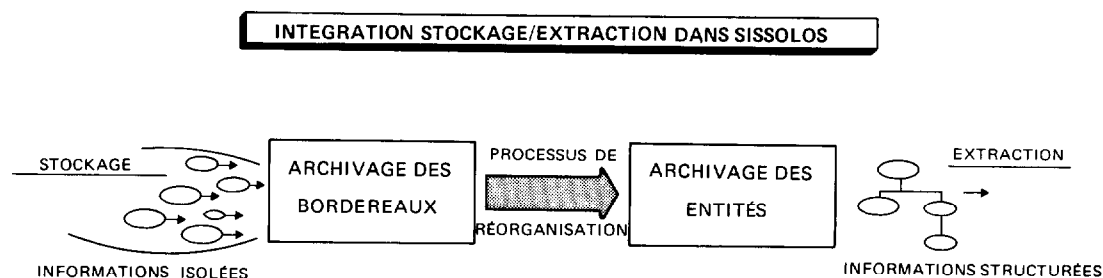 INTEGRATION STOCKAGE/EXTRACTION DANS SISSOLOS
STOCKAGE
INFORMATIONS ISOLÉES
ARCHIVAGE DES
BORDEREAUX
PROCESSUS DE
RÉORGANISATION
ARCHIVAGE DES
ENTITÉS
EXTRACTION
INFORMATIONS STRUCTURÉES